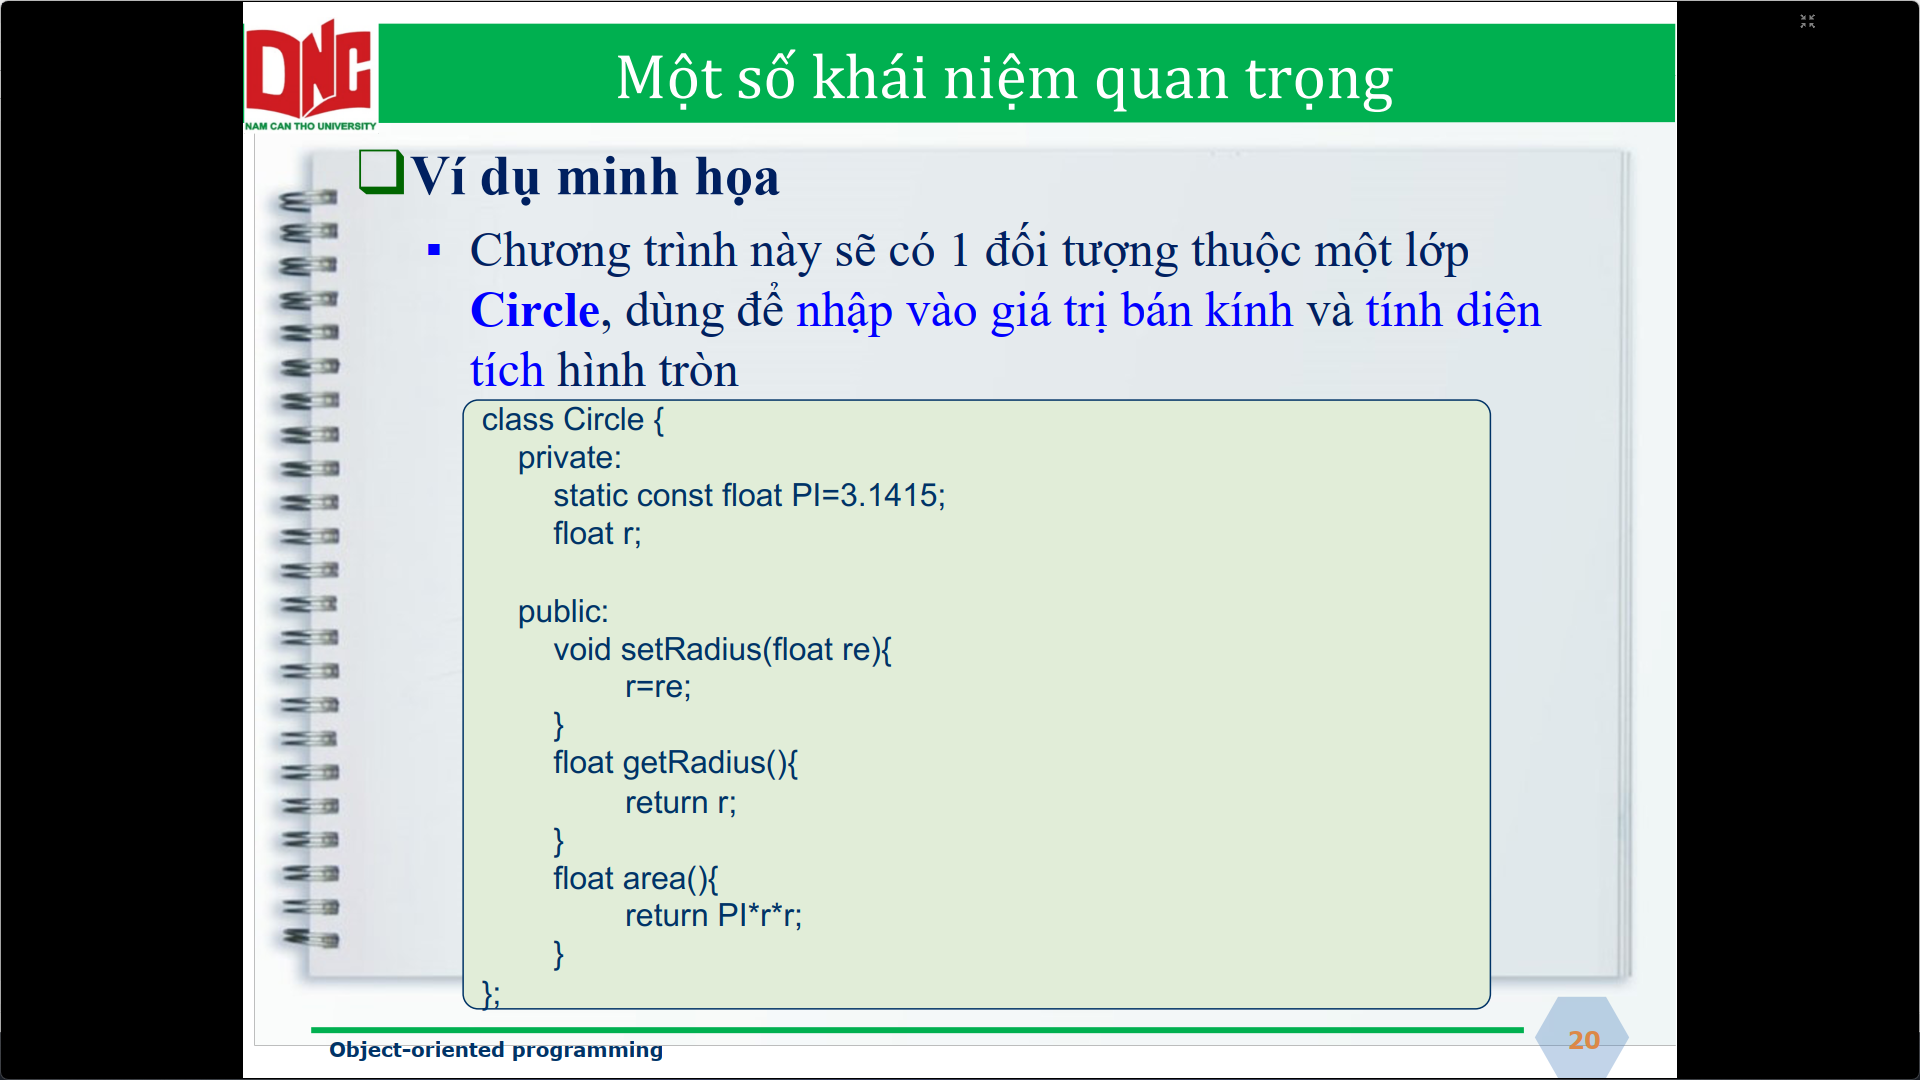 DNC
NAM CAN THO UNIVERSITY
Một số khái niệm quan trọng
Ví dụ minh họa
Chương trình này sẽ có 1 đối tượng thuộc một lớp
Circle, dùng để nhập vào giá trị bán kính và tính diện
tích hình tròn
class Circle {
private:
static const float PI=3.1415;
float r;
public:
void setRadius(float re){
r=re;
}
float getRadius(){
return r;
}
float area(){
return PI*r*r;
}
};
Object-oriented programming
20